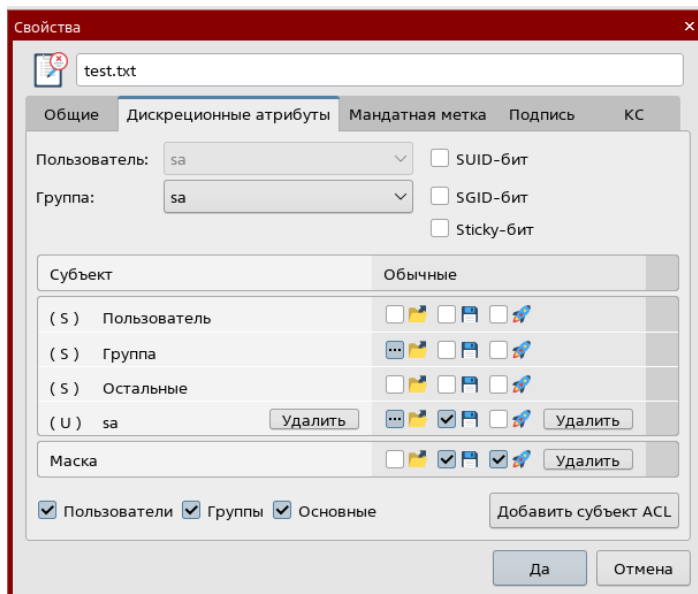 Свойства ×
test.txt
Общие Дискреционные атрибуты Мандатная метка Подпись КС
Пользователь: sa SUID-бит
Группа: sa SGID-бит
Sticky-бит
Субъект Обычные
( S ) Пользователь
( S ) Группа
( S ) Остальные
( U ) sa Удалить Удалить
Маска Удалить
Пользователи Группы Основные Добавить субъект ACL
Да Отмена